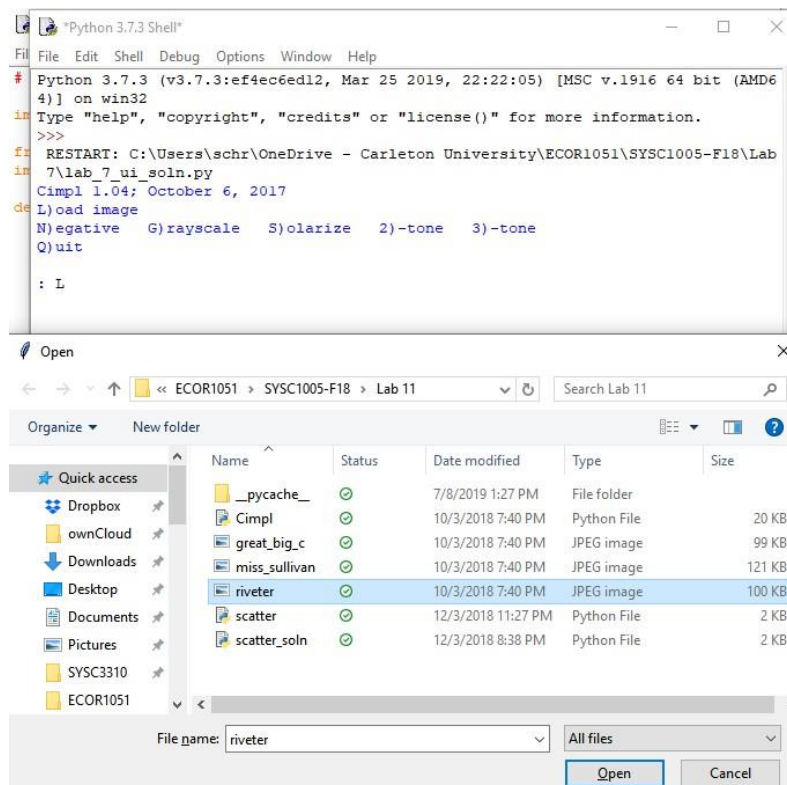 *Python 3.7.3 Shell*
Fil
File Edit Shell Debug Options Window Help
#
Python 3.7.3 (v3.7.3:ef4ec6ed12, Mar 25 2019, 22:22:05) [MSC v.1916 64 bit (AMD6
4)] on win32
im
Type "help", "copyright", "credits" or "license()" for more information.
>>>
fr
RESTART: C:\Users\schr\OneDrive - Carleton University\ECOR1051\SYSC1005-F18\Lab
im
7\lab_7_ui_soln.py
Cimpl 1.04; October 6, 2017
de
L)oad image
N)egative G)rayscale S)olarize 2)-tone 3)-tone
Q)uit
: L
Open
« ECOR1051 > SYSC1005-F18 > Lab 11
Search Lab 11
Organize New folder
Name Status Date modified Type Size
Quick access
Dropbox
ownCloud
Downloads
Desktop
Documents
Pictures
SYSC3310
ECOR1051
__pycache__ 7/8/2019 1:27 PM File folder
Cimpl 10/3/2018 7:40 PM Python File 20 KB
great_big_c 10/3/2018 7:40 PM JPEG image 99 KB
miss_sullivan 10/3/2018 7:40 PM JPEG image 121 KB
riveter 10/3/2018 7:40 PM JPEG image 100 KB
scatter 12/3/2018 11:27 PM Python File 2 KB
scatter_soln 12/3/2018 8:38 PM Python File 2 KB
File name: riveter
All files
Open Cancel